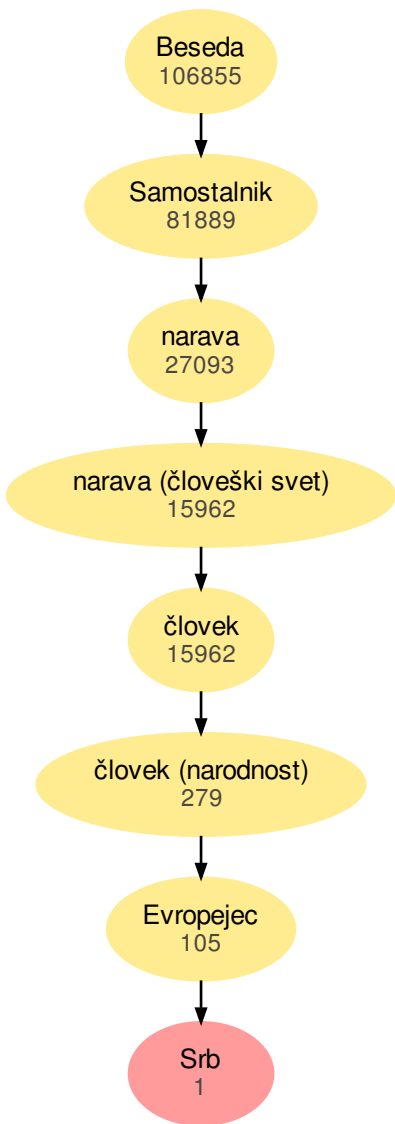 Beseda
106855
Samostalnik
81889
narava
27093
narava (človeški svet)
15962
človek
15962
človek (narodnost)
279
Evropejec
105
Srb
1